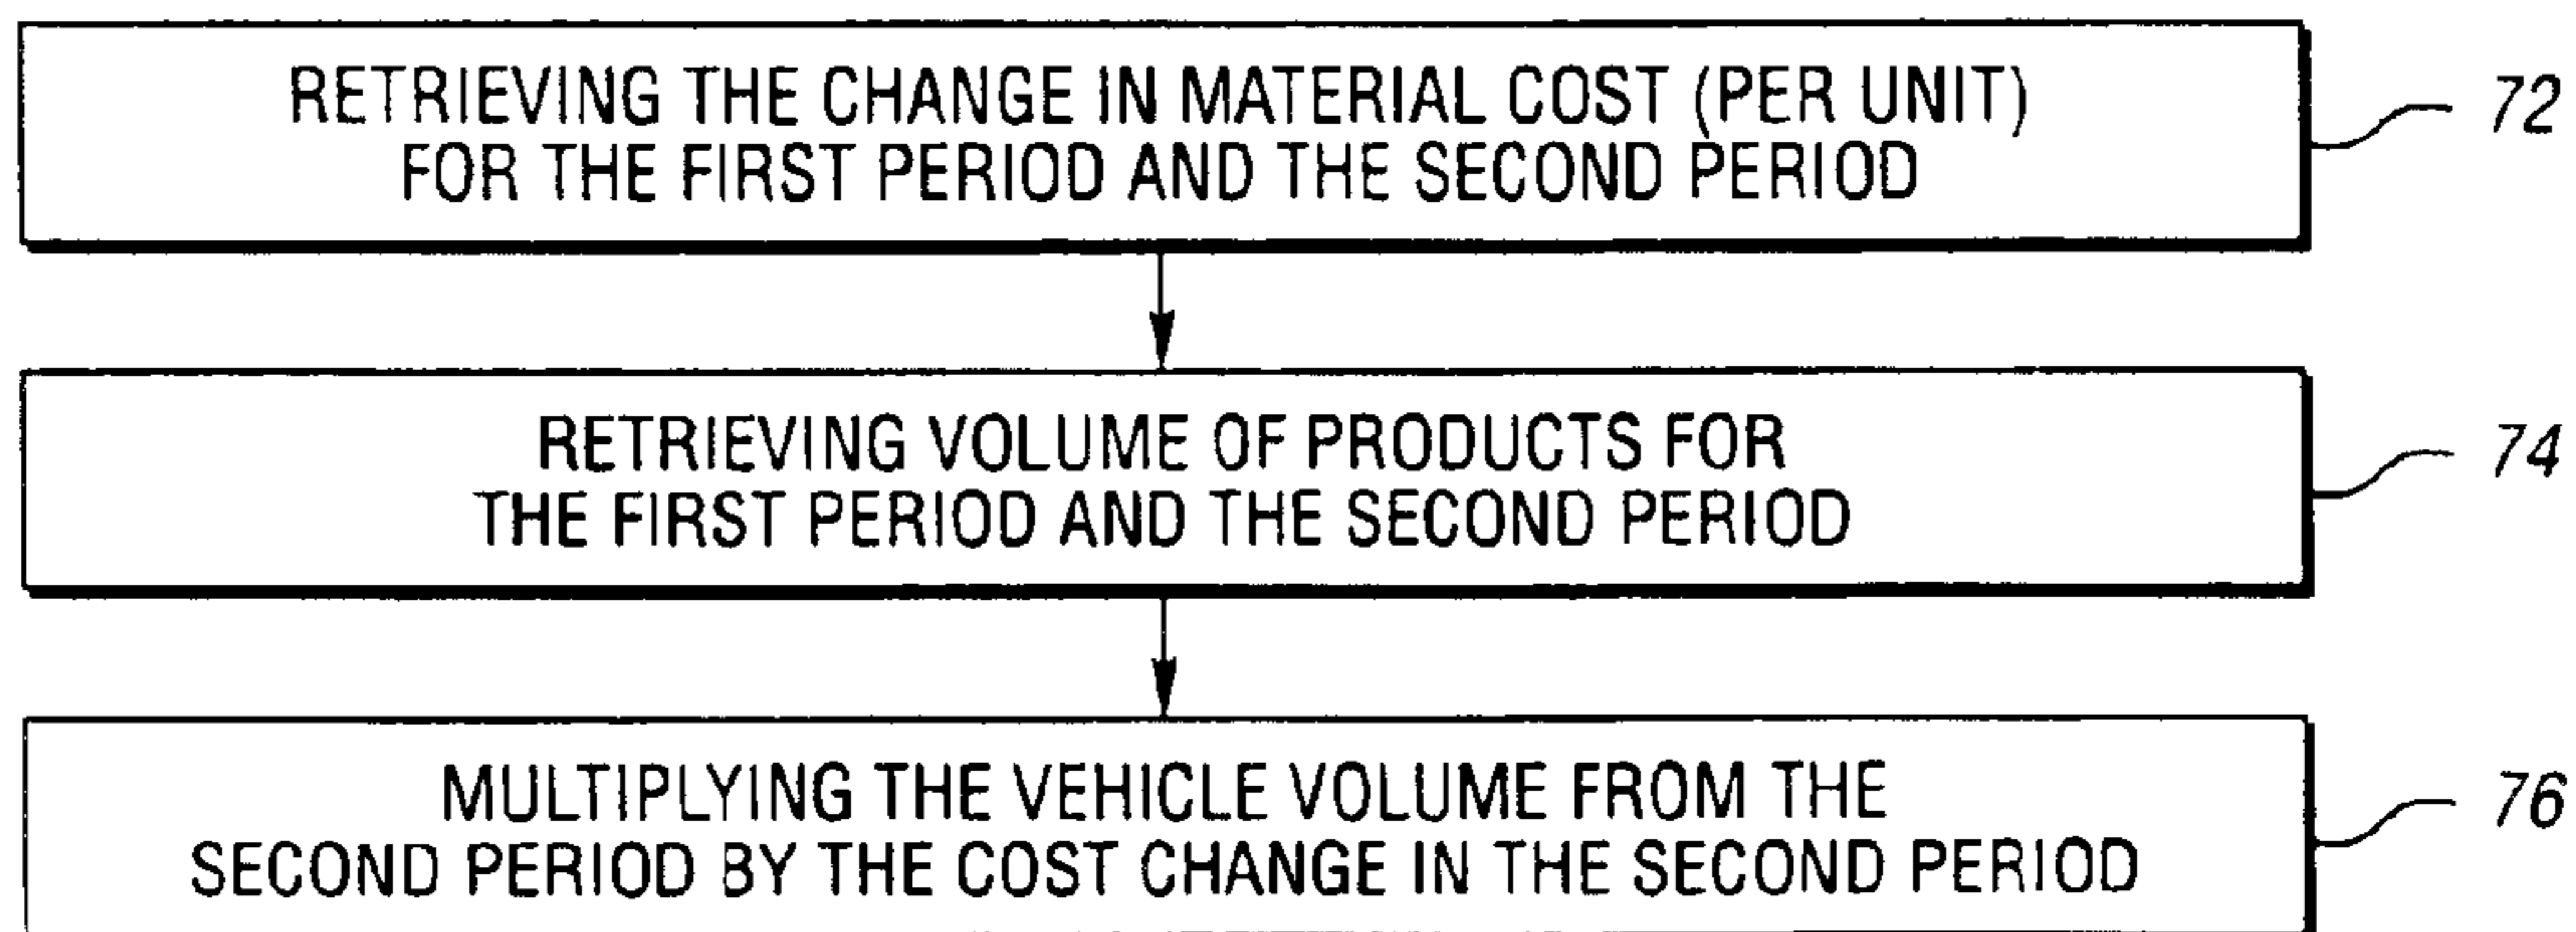 RETRIEVING THE CHANGE IN MATERIAL COST (PER UNIT)
FOR THE FIRST PERIOD AND THE SECOND PERIOD
72
RETRIEVING VOLUME OF PRODUCTS FOR
THE FIRST PERIOD AND THE SECOND PERIOD
74
MULTIPLYING THE VEHICLE VOLUME FROM THE
SECOND PERIOD BY THE COST CHANGE IN THE SECOND PERIOD
76